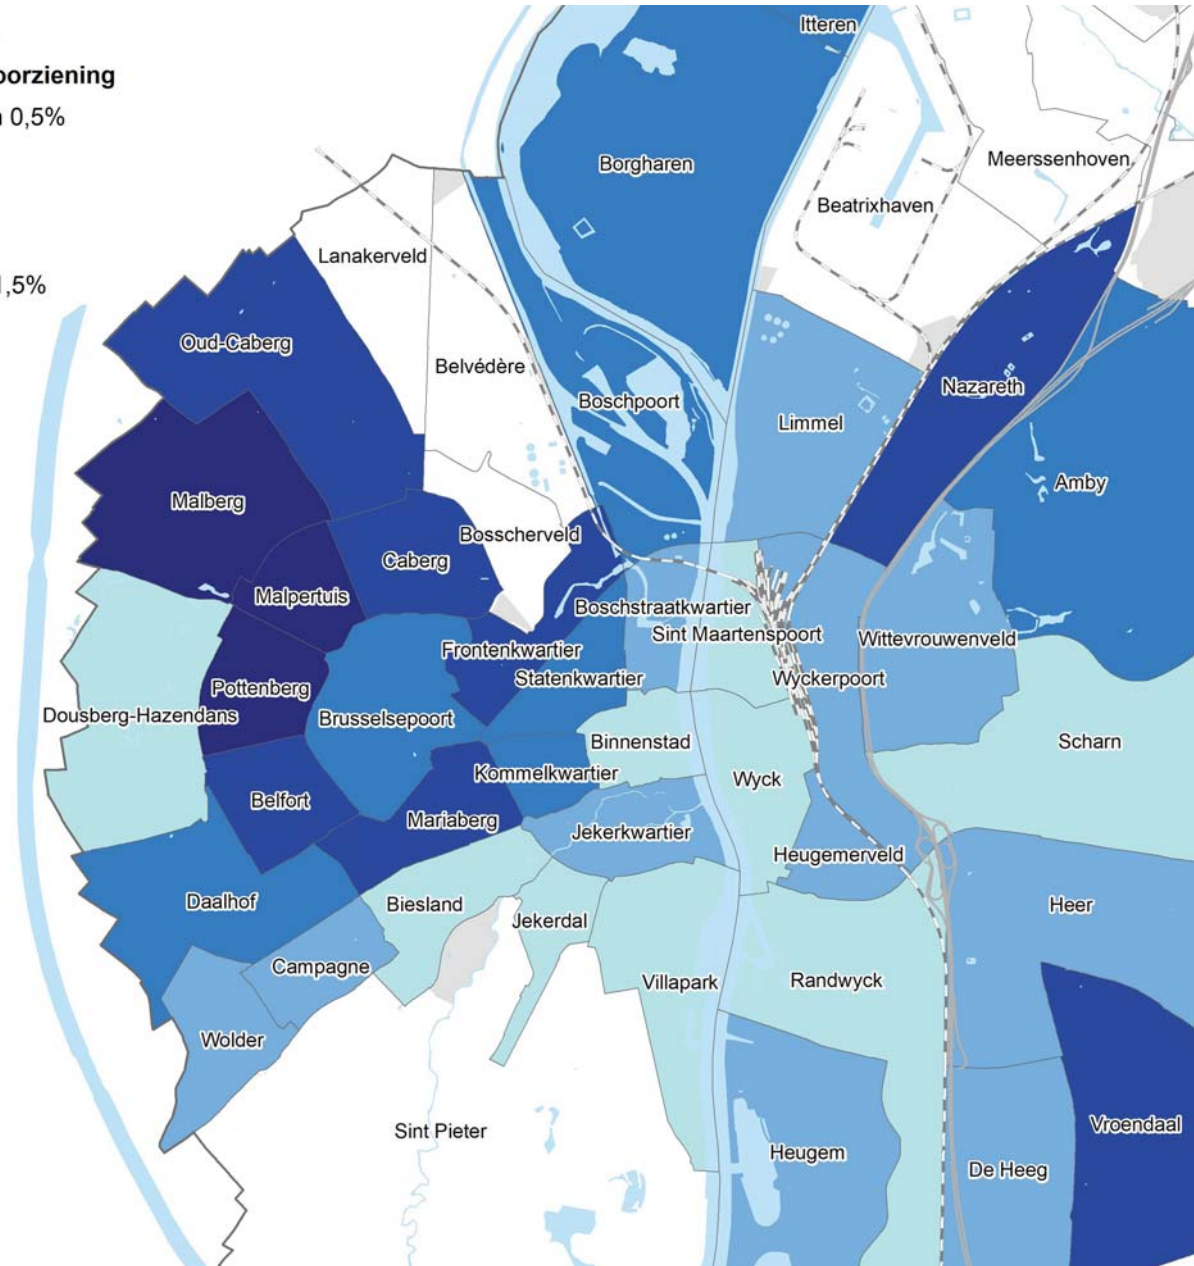 Itteren
oorziening
0,5%
Borgharen
Meerssenhoven
Beatrixhaven
Lanakerveld
,5%
Oud-Caberg
Belvédère
Nazareth
Boschpoort
Limmel
Amby
Malberg
Bosscherveld
Caberg
Malpertuis
Boschstraatkwartier
Sint Maartenspoort
Wittevrouwenveld
Frontenkwartier
Statenkwartier
Wyckerpoort
Pottenberg
Dousberg-Hazendans
Brusselsepoort
Binnenstad
Scharn
Kommelkwartier
Wyck
Belfort
Mariaberg
Jekerkwartier
Heugemerveld
Daalhof
Biesland
Heer
Jekerdal
Campagne
Villapark
Randwyck
Wolder
Sint Pieter
Vroendaal
Heugem
De Heeg